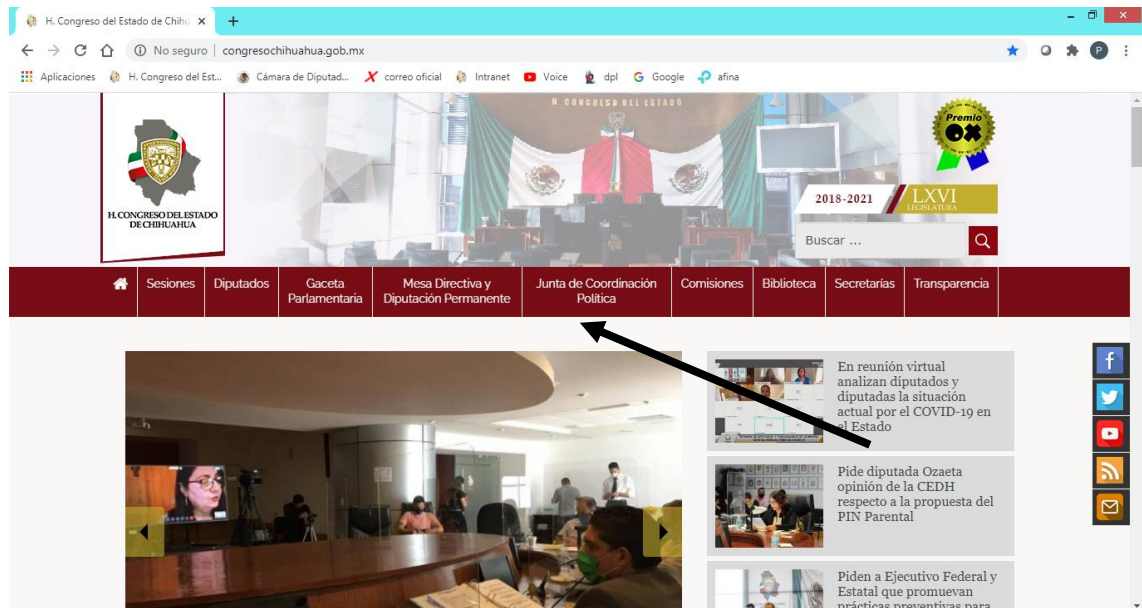 H. Congreso del Estado de Chihu
No seguro | congresochihuahua.gob.mx
P
Aplicaciones
H. Congreso del Est...
Cámara de Diputad...
correo oficial
Intranet
Voice
dpl
Google
afina
H CONGRESO DEL ESTADO
Premio
OX
H. CONGRESO DEL ESTADO
DE CHIHUAHUA
2018-2021
LXVI
LEGISLATURA
Buscar ...
Sesiones
Diputados
Gaceta
Parlamentaria
Mesa Directiva y
Diputación Permanente
Junta de Coordinación
Política
Comisiones
Biblioteca
Secretarías
Transparencia
En reunión virtual
analizan diputados y
diputadas la situación
actual por el COVID-19 en
el Estado
Pide diputada Ozaeta
opinión de la CEDH
respecto a la propuesta del
PIN Parental
Piden a Ejecutivo Federal y
Estatal que promuevan
prácticas preventivas para